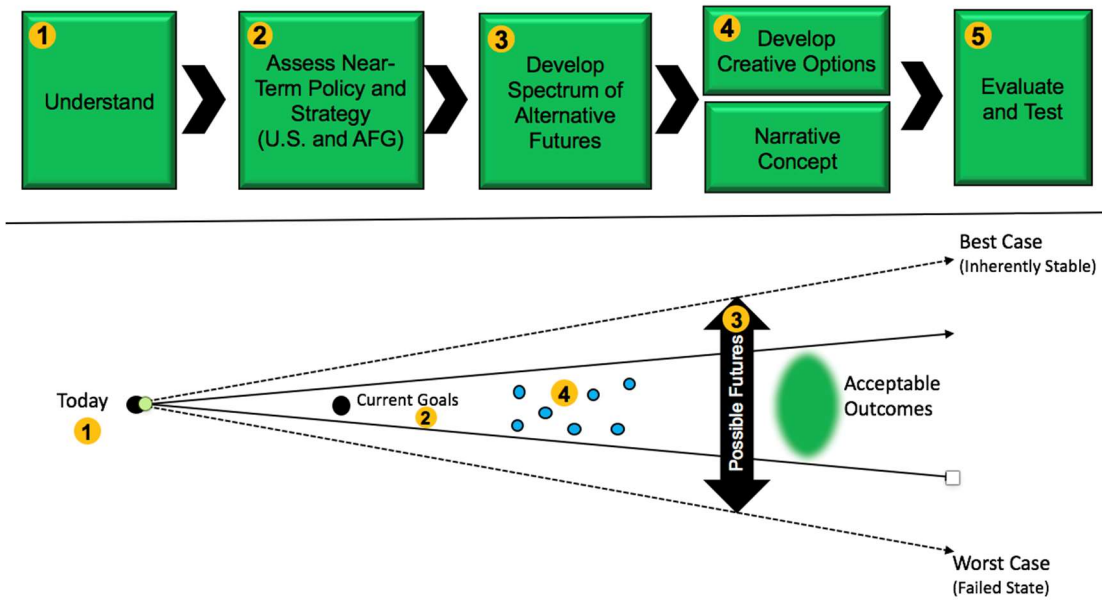 1
Understand
2
Assess Near-
Term Policy and
Strategy
(U.S. and AFG)
3
Develop
Spectrum of
Alternative
Futures
4
Develop
Creative Options
Narrative
Concept
5
Evaluate
and Test
Best Case
(Inherently Stable)
3
Possible Futures
Today
1
Current Goals
2
4
Acceptable
Outcomes
Worst Case
(Failed State)